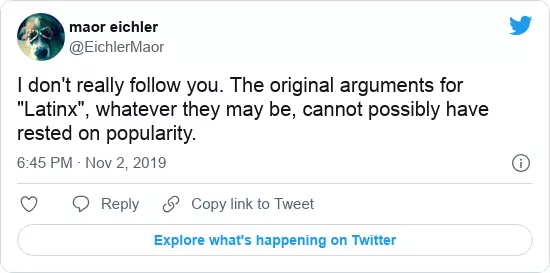 maor eichler
@EichlerMaor
I don't really follow you. The original arguments for
"Latinx", whatever they may be, cannot possibly have
rested on popularity.
6:45 PM · Nov 2, 2019
Reply
Copy link to Tweet
Explore what's happening on Twitter